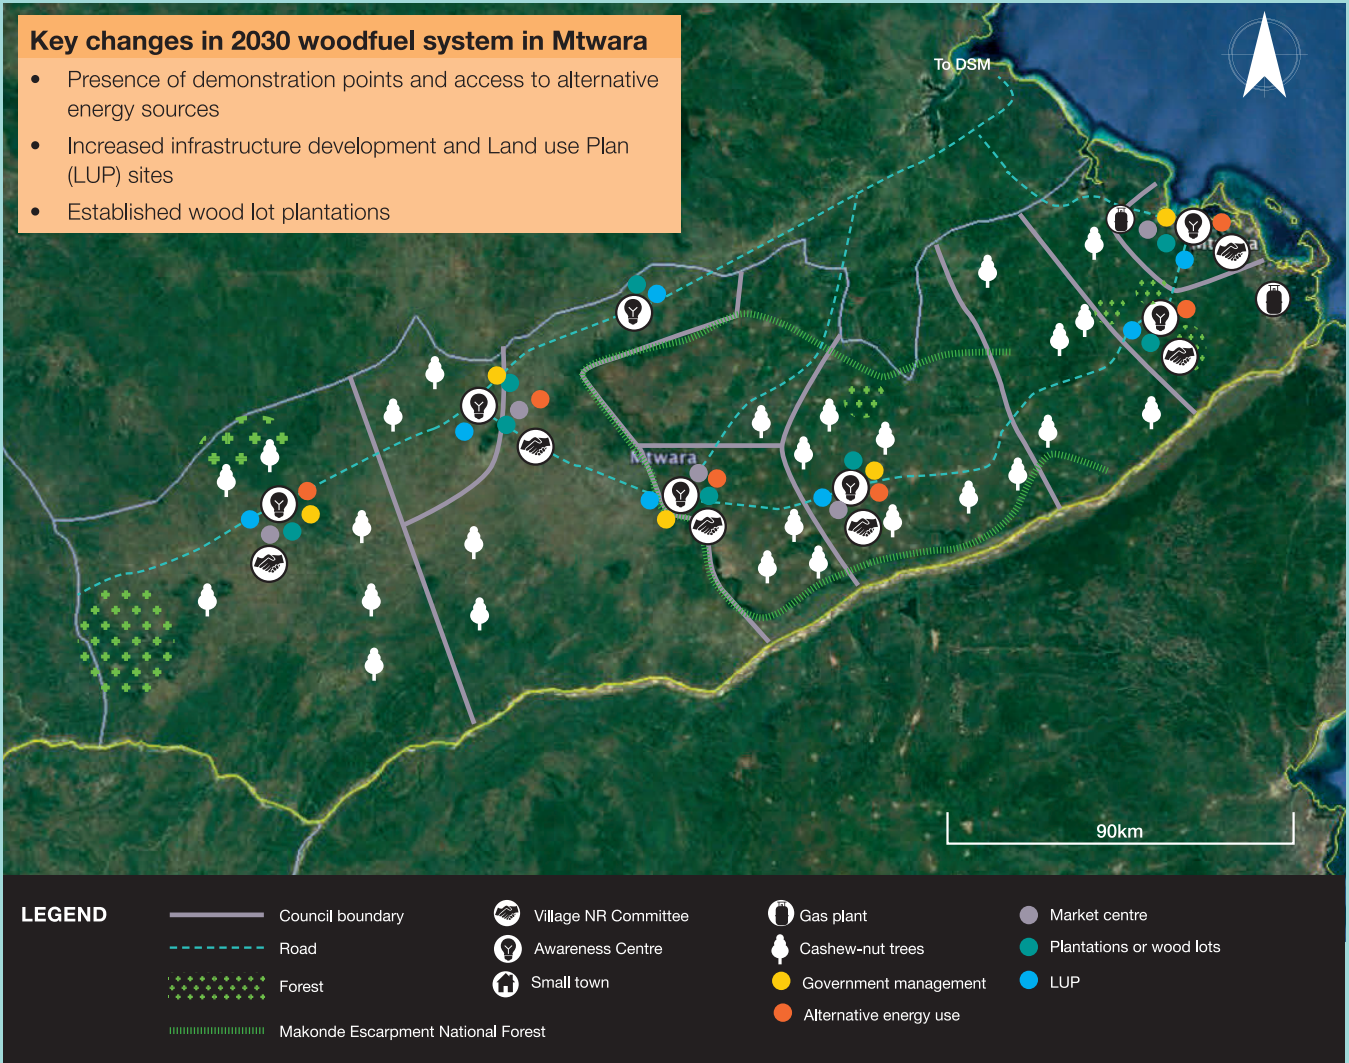 Key changes in 2030 woodfuel system in Mtwara
• Presence of demonstration points and access to alternative
energy sources
• Increased infrastructure development and Land use Plan
(LUP) sites
• Established wood lot plantations
To DSM
Mtwara
Mtwara
90km
LEGEND
Council boundary
Road
Forest
Makonde Escarpment National Forest
Village NR Committee
Awareness Centre
Small town
Gas plant
Cashew-nut trees
Government management
Alternative energy use
Market centre
Plantations or wood lots
LUP